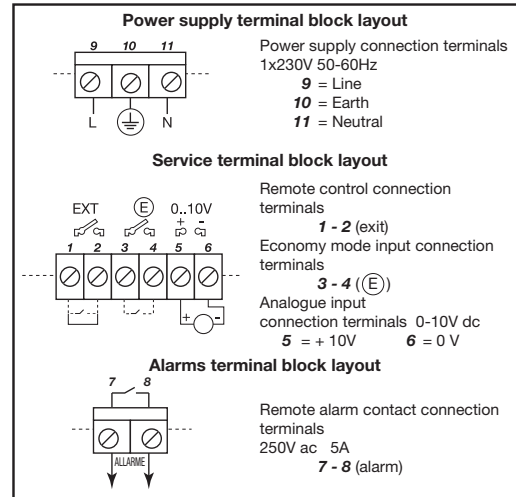 Power supply terminal block layout
9 10 11
L N
Power supply connection terminals
1x230V 50-60Hz
9 = Line
10 = Earth
11 = Neutral
Service terminal block layout
EXT E 0..10V
+ -
1 2 3 4 5 6
+ -
Remote control connection
terminals
1 - 2 (exit)
Economy mode input connection
terminals
3 - 4 (E)
Analogue input
connection terminals 0-10V dc
5 = + 10V 6 = 0 V
Alarms terminal block layout
7 8
ALLARME
Remote alarm contact connection
terminals
250V ac 5A
7 - 8 (alarm)